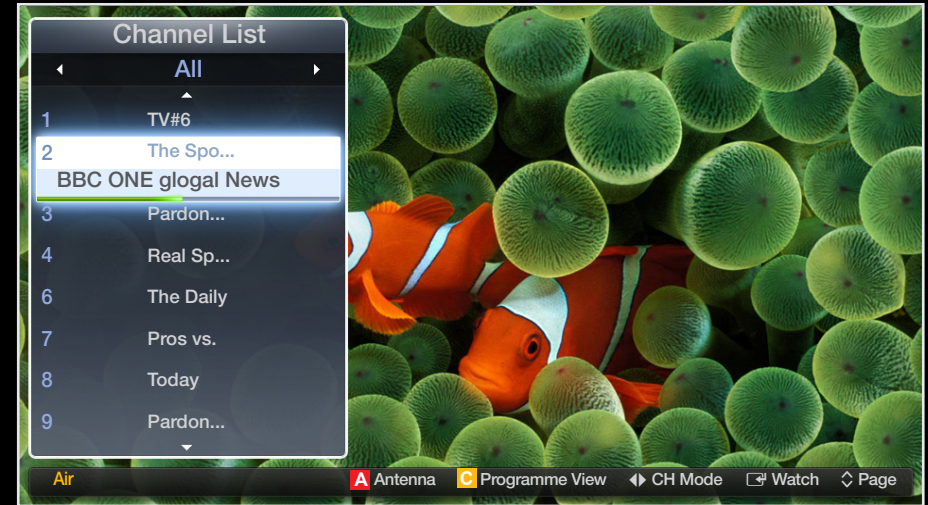 Channel List
All
1 TV#6
2 The Spo...
BBC ONE glogal News
3 Pardon...
4 Real Sp...
6 The Daily
7 Pros vs.
8 Today
9 Pardon...
Air A Antenna C Programme View CH Mode Watch Page